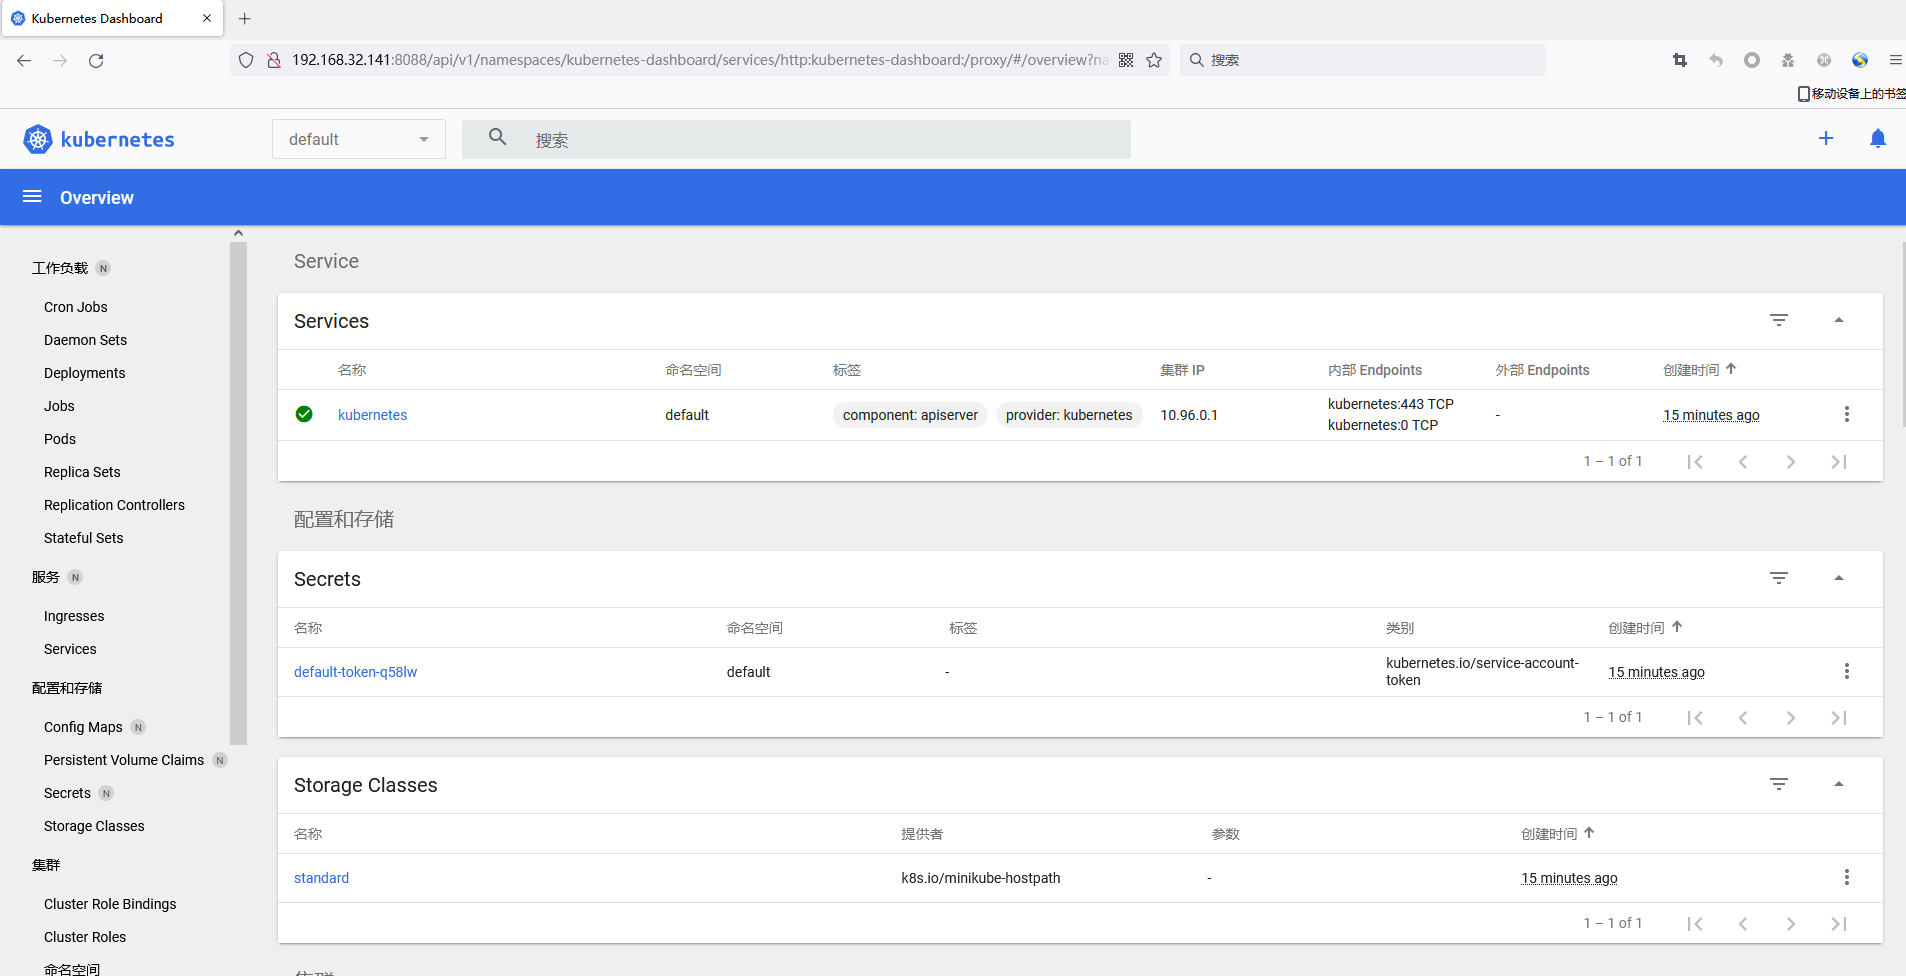 Kubernetes Dashboard
192.168.32.141:8088/api/v1/namespaces/kubernetes-dashboard/services/http:kubernetes-dashboard:/proxy/#/overview?na
搜索
移动设备上的书签
kubernetes
default
搜索
Overview
工作负载 N
Cron Jobs
Daemon Sets
Deployments
Jobs
Pods
Replica Sets
Replication Controllers
Stateful Sets
服务 N
Ingresses
Services
配置和存储
Config Maps N
Persistent Volume Claims N
Secrets N
Storage Classes
集群
Cluster Role Bindings
Cluster Roles
命名空间
Service
Services
名称 命名空间 标签 集群 IP 内部 Endpoints 外部 Endpoints 创建时间
kubernetes default component: apiserver provider: kubernetes 10.96.0.1 kubernetes:443 TCP - 15 minutes ago
kubernetes:0 TCP
1 – 1 of 1
配置和存储
Secrets
名称 命名空间 标签 类别 创建时间
default-token-q58lw default - kubernetes.io/service-account- 15 minutes ago
token
1 – 1 of 1
Storage Classes
名称 提供者 参数 创建时间
standard k8s.io/minikube-hostpath - 15 minutes ago
1 – 1 of 1